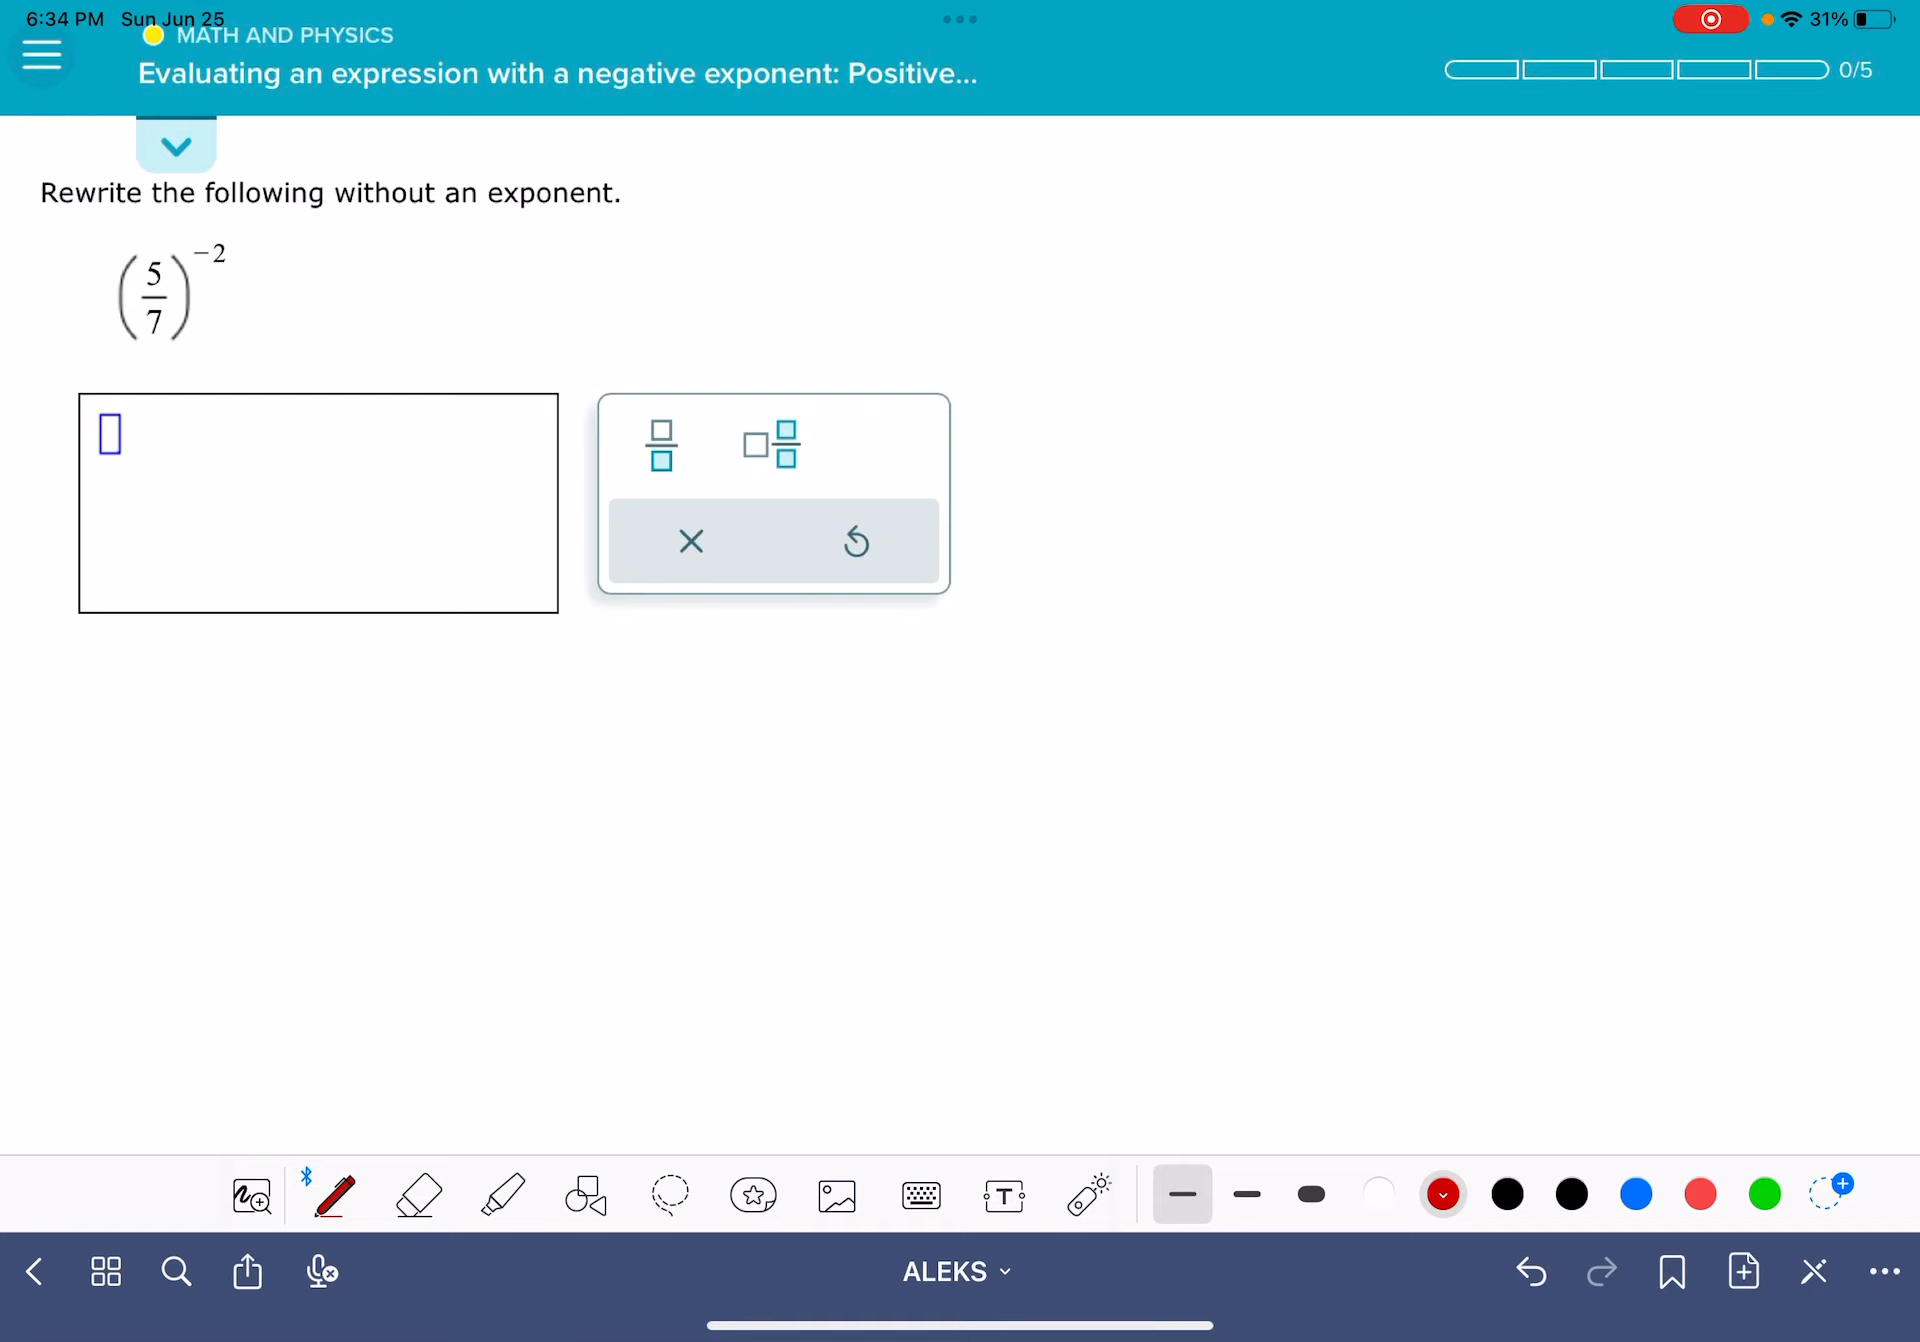 6:34 PM Sun Jun 25
31%
MATH AND PHYSICS
Evaluating an expression with a negative exponent: Positive...
0/5
Rewrite the following without an exponent.
(5/7)^-2
ALEKS